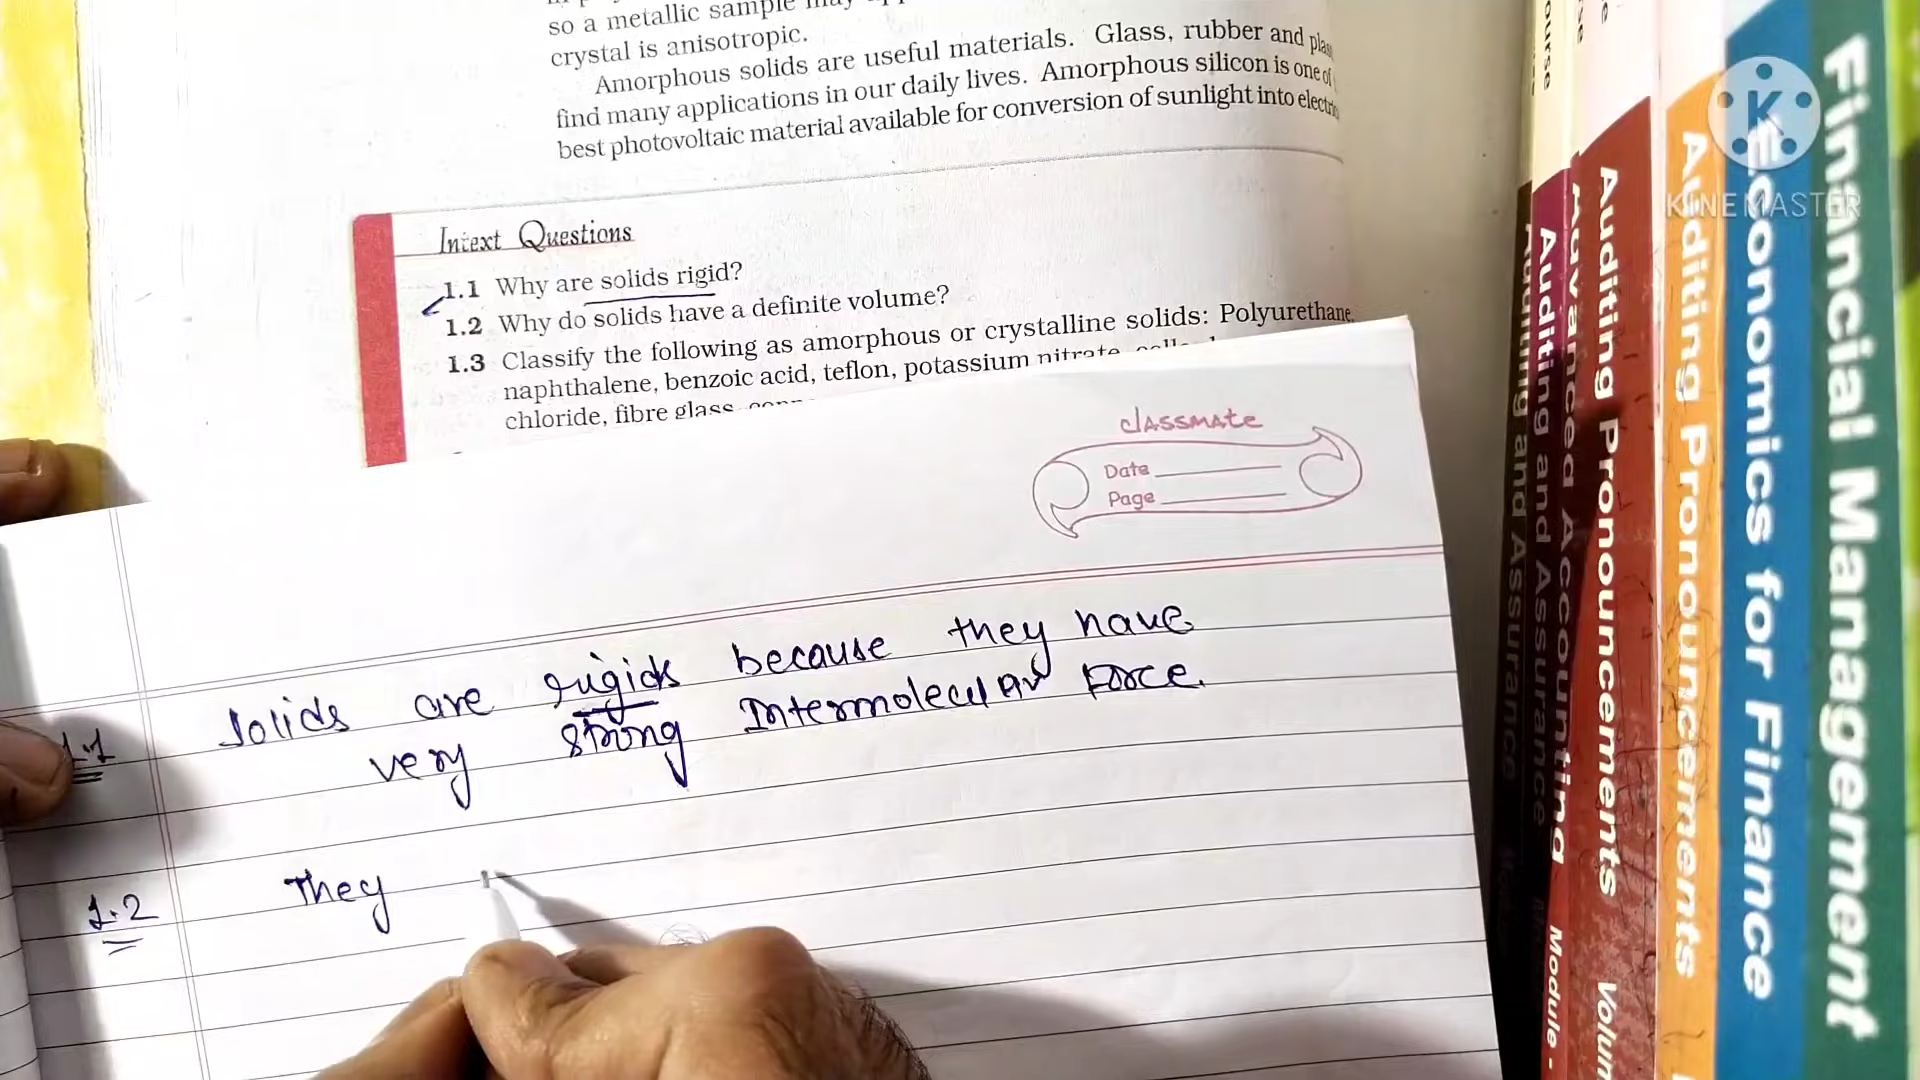 so a metallic sample may
crystal is anisotropic.
Amorphous solids are useful materials. Glass, rubber and plas
find many applications in our daily lives. Amorphous silicon is one of
best photovoltaic material available for conversion of sunlight into electri
Intext Questions
1.1 Why are solids rigid?
1.2 Why do solids have a definite volume?
1.3 Classify the following as amorphous or crystalline solids: Polyurethane,
naphthalene, benzoic acid, teflon, potassium nitrate,
chloride, fibre glass,
classmate
Date
Page
1.1 solids are rigids because they have
very strong Intermolecular Force.
1.2 They
K
KINEMASTER
Auditing and Assurance
Auditing and Assurance
Advanced Accounting
Module -
Auditing Pronouncements
Volum
Auditing Pronouncements
Economics for Finance
Financial Management